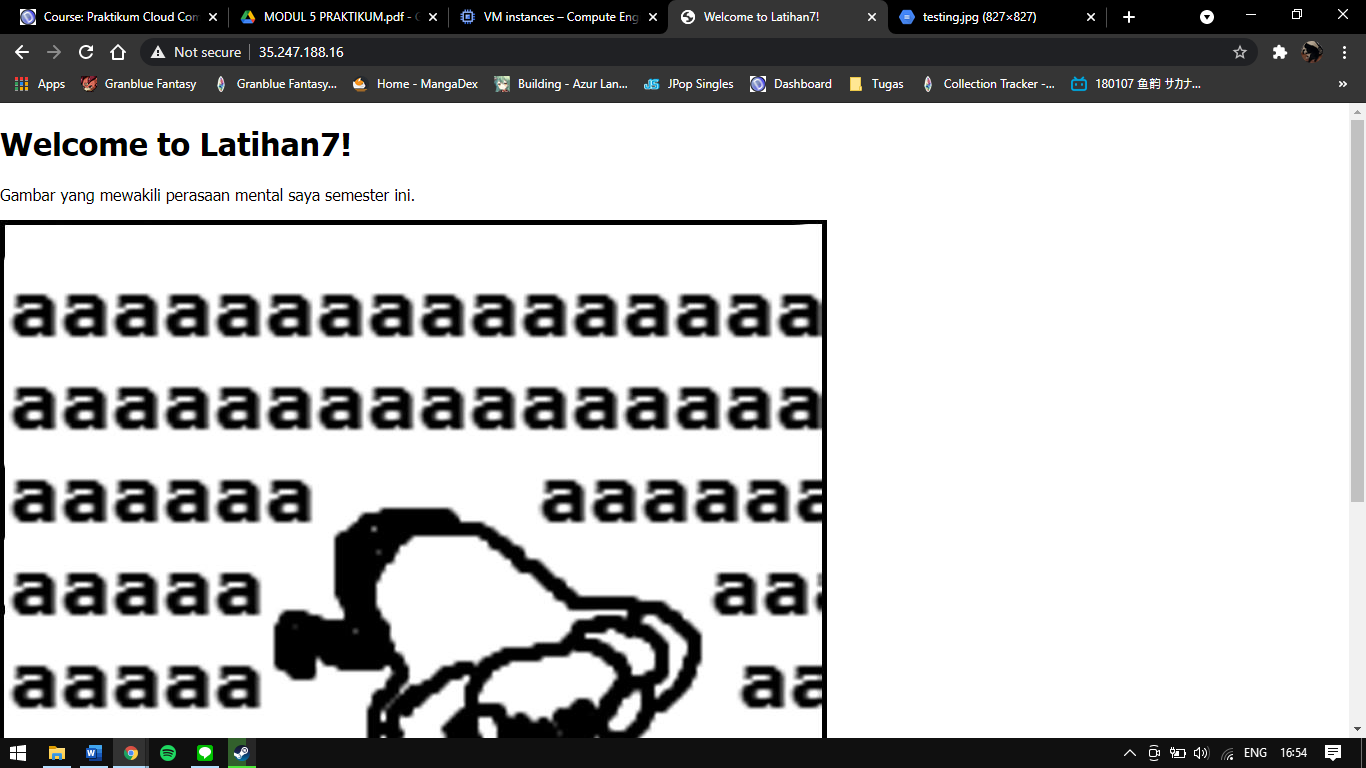 Course: Praktikum Cloud Com
MODUL 5 PRAKTIKUM.pdf - G
VM instances – Compute Eng
Welcome to Latihan7!
testing.jpg (827×827)
Not secure
35.247.188.16
Apps
Granblue Fantasy
Granblue Fantasy...
Home - MangaDex
Building - Azur Lan...
JPop Singles
Dashboard
Tugas
Collection Tracker -...
180107 鱼韵 サカナ...
»
Welcome to Latihan7!
Gambar yang mewakili perasaan mental saya semester ini.
aaaaaaaaaaaaaaaa
aaaaaaaaaaaaaaaa
aaaaaa aaaaaa
aaaaa aaa
aaaaa aa
ENG
16:54